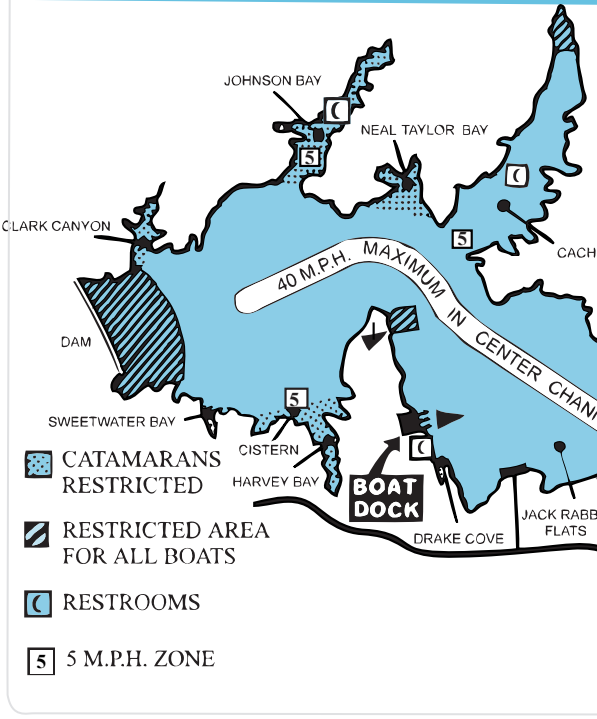 JOHNSON BAY
NEAL TAYLOR BAY
5
CLARK CANYON
5
CACH
40 M.P.H. MAXIMUM IN CENTER CHAN
DAM
5
SWEETWATER BAY
CISTERN
HARVEY BAY
BOAT
DOCK
DRAKE COVE
JACK RABB
FLATS
CATAMARANS
RESTRICTED
RESTRICTED AREA
FOR ALL BOATS
RESTROOMS
5 5 M.P.H. ZONE